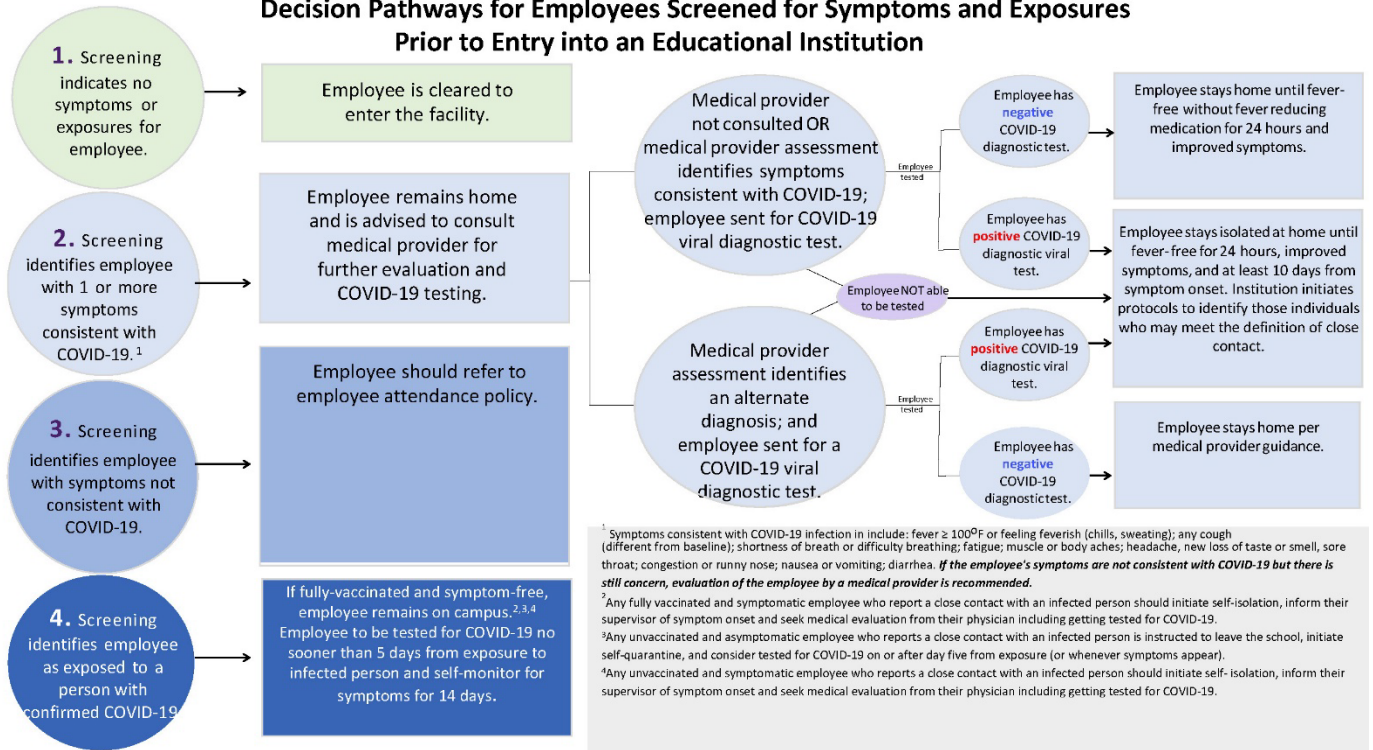 Decision Pathways for Employees Screened for Symptoms and Exposures
Prior to Entry into an Educational Institution
1. Screening
indicates no
symptoms or
exposures for
employee.
Employee is cleared to
enter the facility.
2. Screening
identifies employee
with 1 or more
symptoms
consistent with
COVID-19. 1
Employee remains home
and is advised to consult
medical provider for
further evaluation and
COVID-19 testing.
3. Screening
identifies employee
with symptoms not
consistent with
COVID-19.
Employee should refer to
employee attendance policy.
4. Screening
identifies employee
as exposed to a
person with
confirmed COVID-19
If fully-vaccinated and symptom-free,
employee remains on campus.2,3,4
Employee to be tested for COVID-19 no
sooner than 5 days from exposure to
infected person and self-monitor for
symptoms for 14 days.
Medical provider
not consulted OR
medical provider assessment
identifies symptoms
consistent with COVID-19;
employee sent for COVID-19
viral diagnostic test.
Employee
tested
Employee has
negative
COVID-19
diagnostic test.
Employee stays home until fever-
free without fever reducing
medication for 24 hours and
improved symptoms.
Employee has
positive COVID-19
diagnostic viral
test.
Employee NOT able
to be tested
Employee stays isolated at home until
fever-free for 24 hours, improved
symptoms, and at least 10 days from
symptom onset. Institution initiates
protocols to identify those individuals
who may meet the definition of close
contact.
Medical provider
assessment identifies
an alternate
diagnosis; and
employee sent for a
COVID-19 viral
diagnostic test.
Employee
tested
Employee has
positive COVID-19
diagnostic viral
test.
Employee has
negative
COVID-19
diagnostictest.
Employee stays home per
medical provider guidance.
1 Symptoms consistent with COVID-19 infection in include: fever ≥ 100ºF or feeling feverish (chills, sweating); any cough
(different from baseline); shortness of breath or difficulty breathing; fatigue; muscle or body aches; headache, new loss of taste or smell, sore
throat; congestion or runny nose; nausea or vomiting; diarrhea. If the employee's symptoms are not consistent with COVID-19 but there is
still concern, evaluation of the employee by a medical provider is recommended.
2Any fully vaccinated and symptomatic employee who report a close contact with an infected person should initiate self-isolation, inform their
supervisor of symptom onset and seek medical evaluation from their physician including getting tested for COVID-19.
3Any unvaccinated and asymptomatic employee who reports a close contact with an infected person is instructed to leave the school, initiate
self-quarantine, and consider tested for COVID-19 on or after day five from exposure (or whenever symptoms appear).
4Any unvaccinated and symptomatic employee who reports a close contact with an infected person should initiate self- isolation, inform their
supervisor of symptom onset and seek medical evaluation from their physician including getting tested for COVID-19.